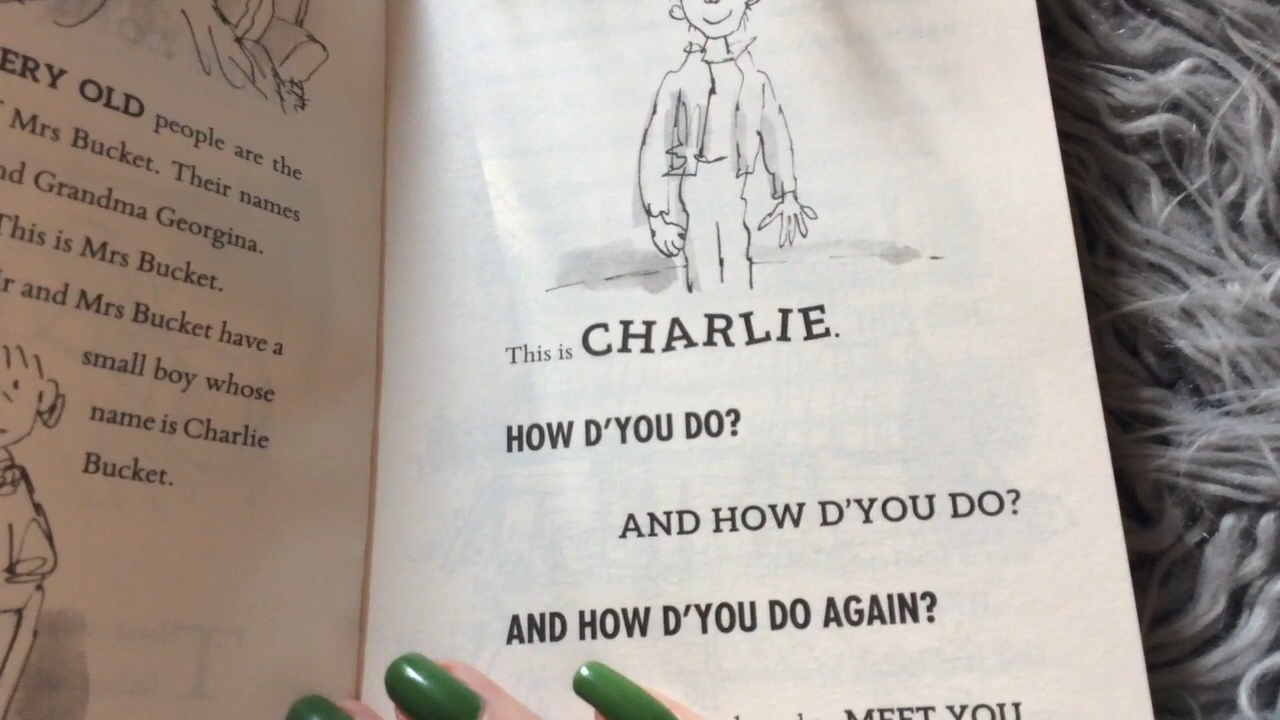 ERY OLD people are the
Mrs Bucket. Their names
nd Grandma Georgina.
This is Mrs Bucket.
r and Mrs Bucket have a
small boy whose
name is Charlie
Bucket.
This is CHARLIE.
HOW D'YOU DO?
AND HOW D'YOU DO?
AND HOW D'YOU DO AGAIN?
MEET YOU